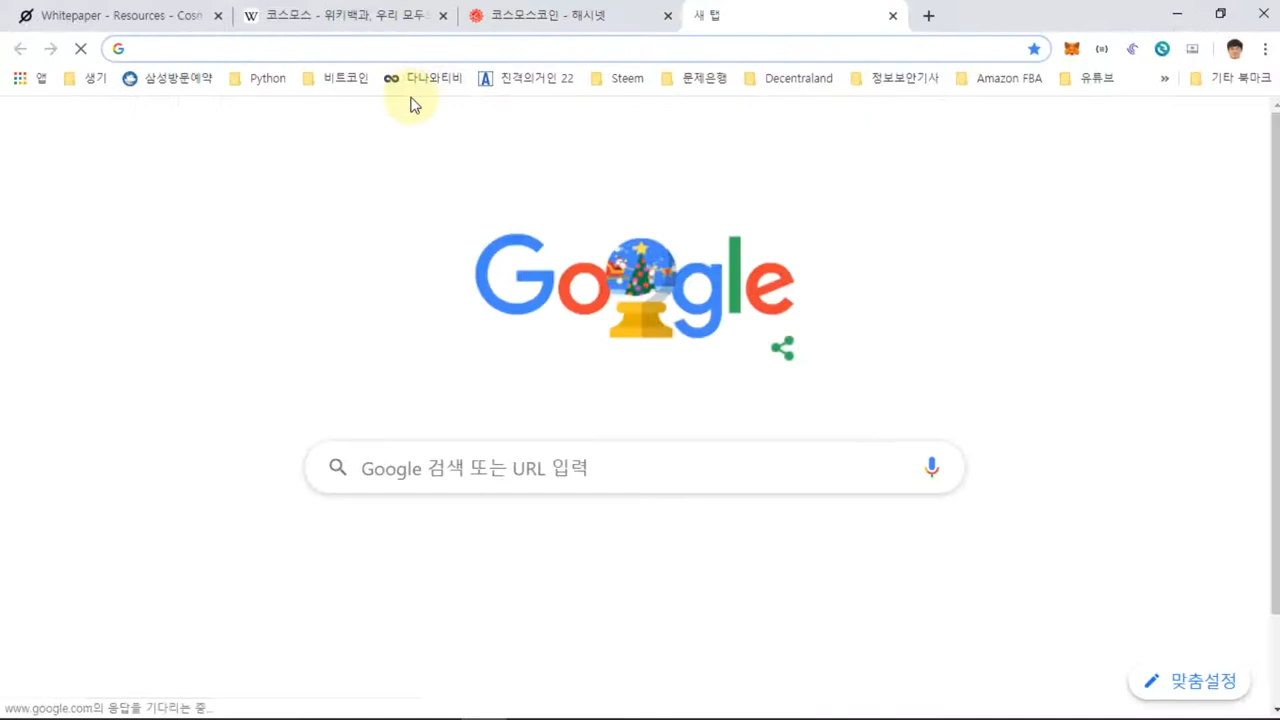 Whitepaper - Resources - Cosm
코스모스 - 위키백과, 우리 모두의
코스모스코인 - 해시넷
새 탭
앱 생기 삼성방문예약 Python 비트코인 다나와티비 진격의거인 22 Steem 문제은행 Decentraland 정보보안기사 Amazon FBA 유튜브 » 기타 북마크
Google
Google 검색 또는 URL 입력
맞춤설정
www.google.com의 응답을 기다리는 중...